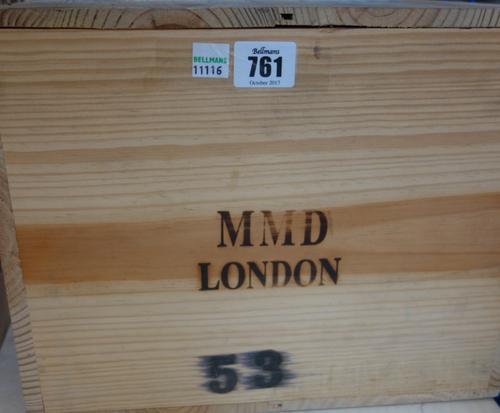 BELLMANS
11116
Bellmans
761
October 2017
MMD
LONDON
53